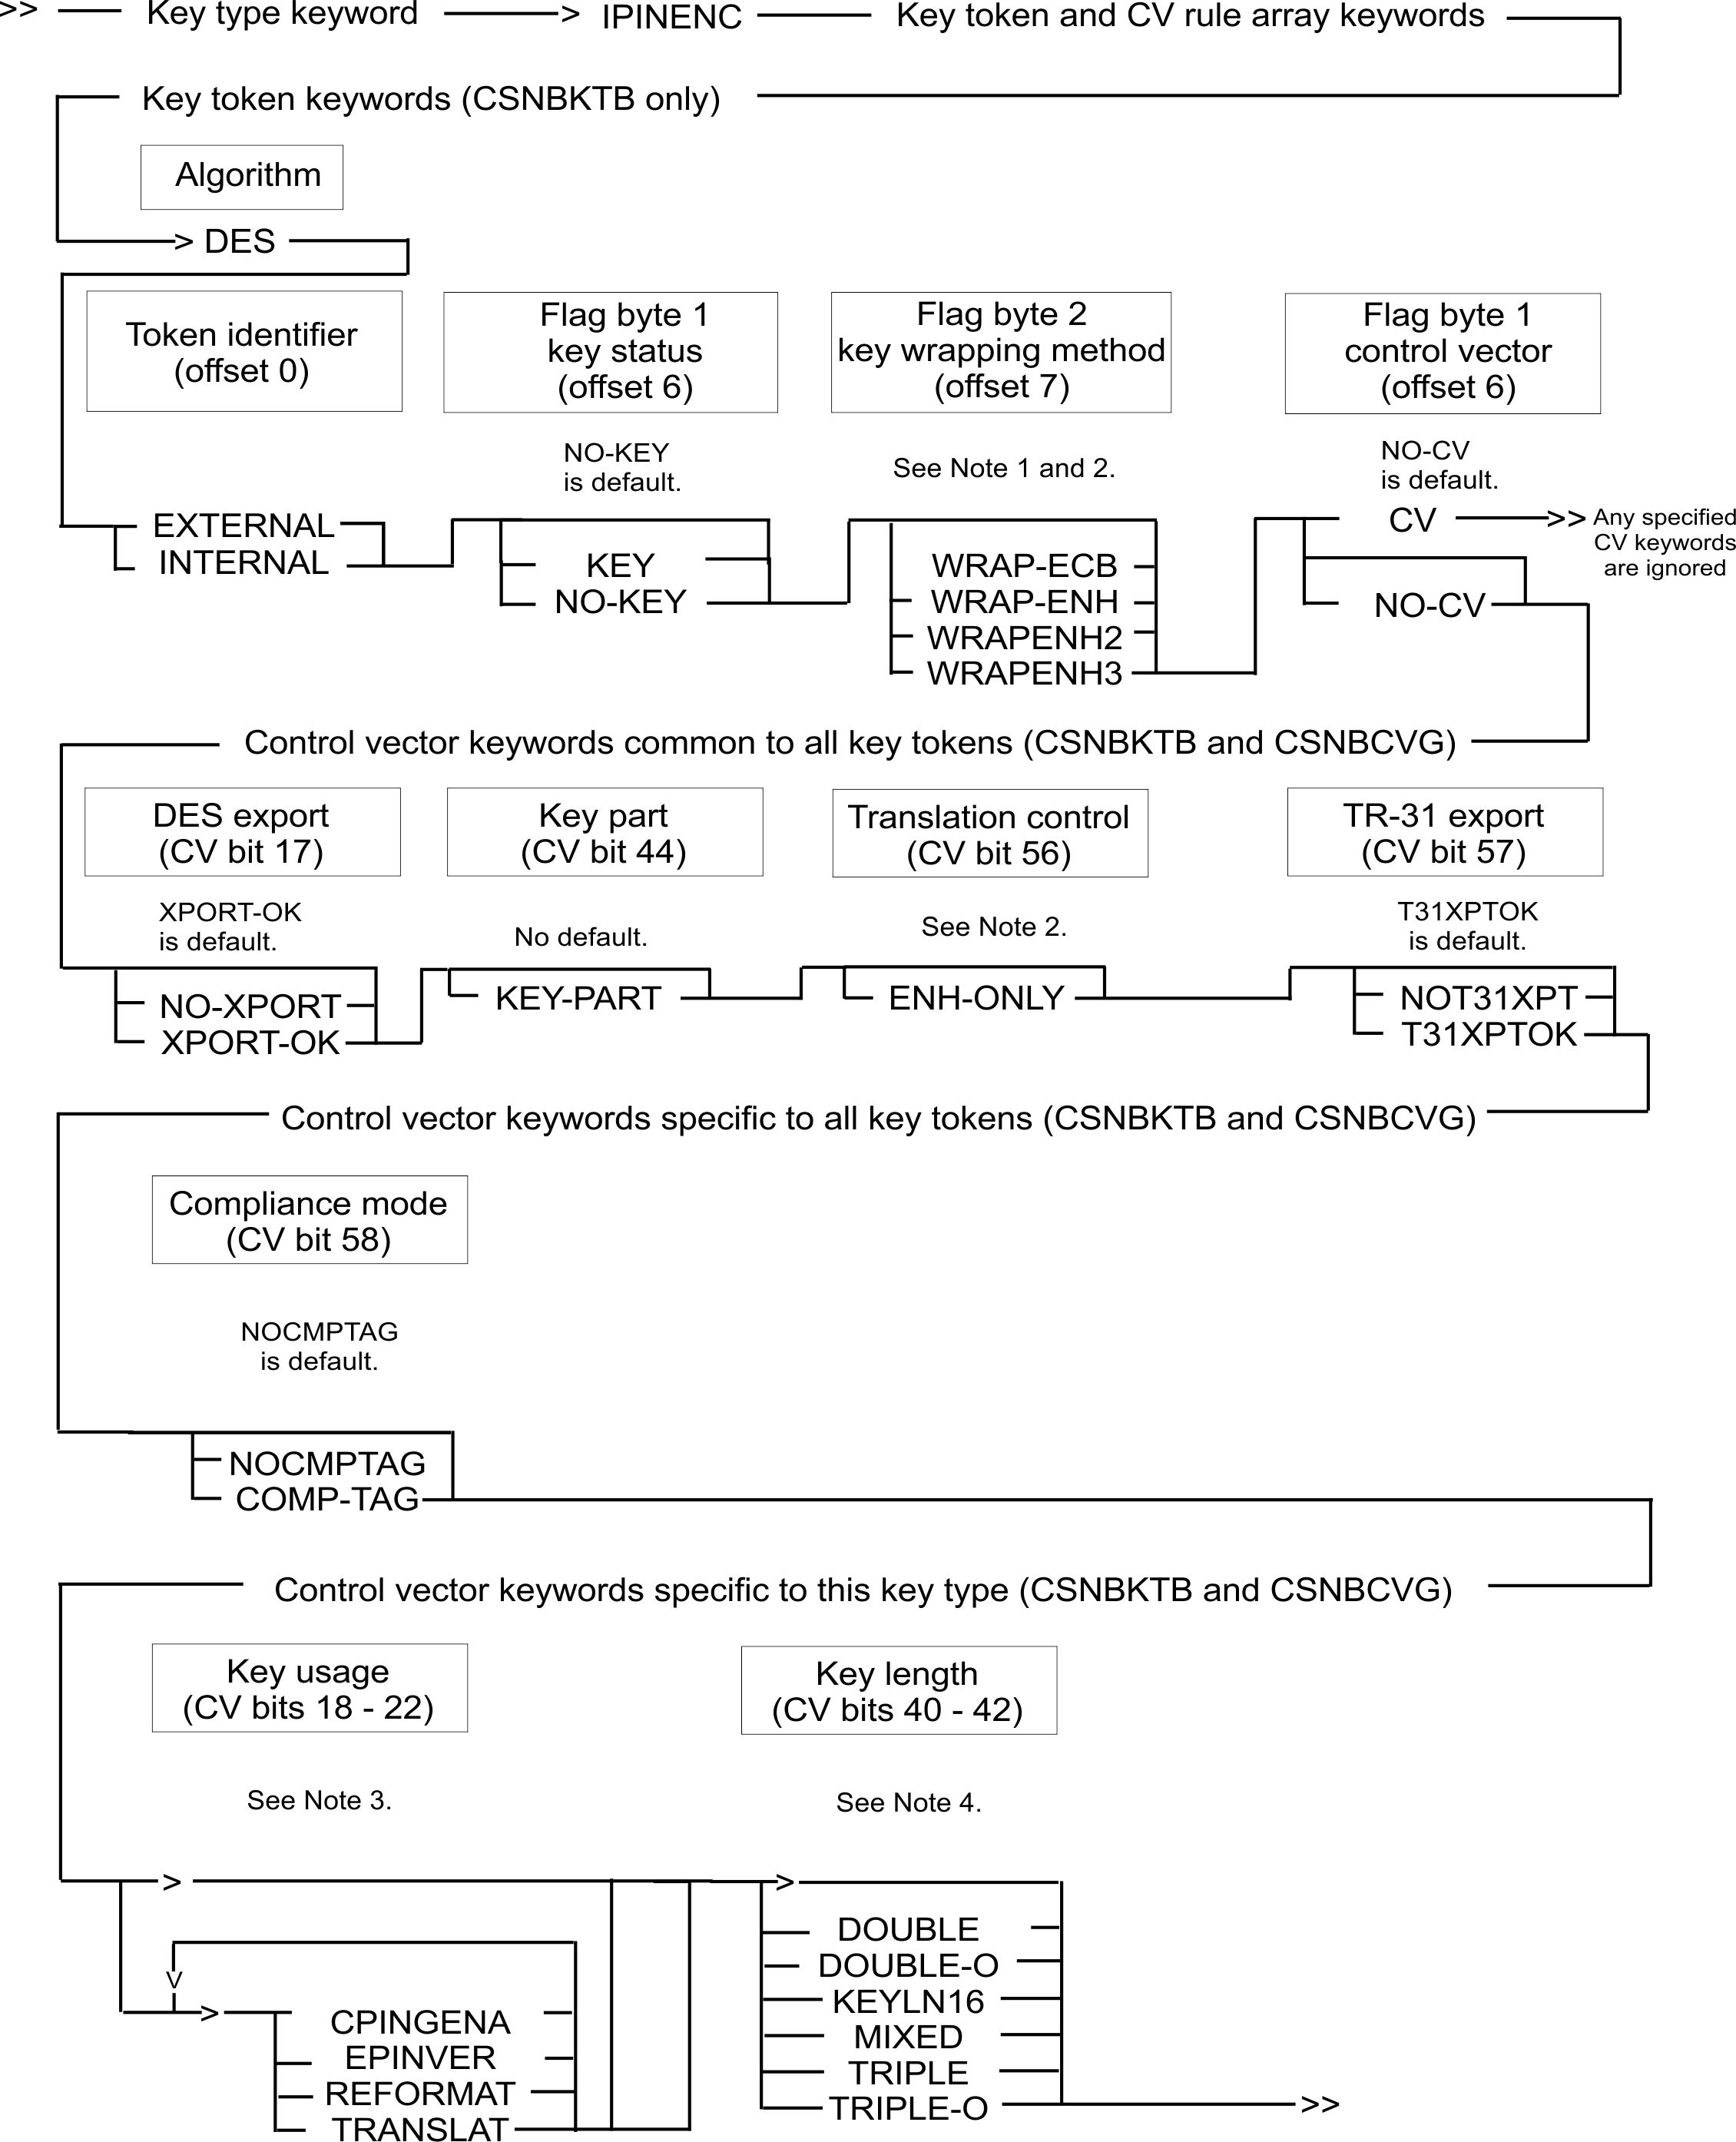 >> Key type keyword > IPINENC Key token and CV rule array keywords
Key token keywords (CSNBKTB only)
Algorithm
> DES
Token identifier
(offset 0)
Flag byte 1
key status
(offset 6)
Flag byte 2
key wrapping method
(offset 7)
Flag byte 1
control vector
(offset 6)
NO-KEY
is default.
See Note 1 and 2.
NO-CV
is default.
EXTERNAL
INTERNAL
KEY
NO-KEY
WRAP-ECB
WRAP-ENH
WRAPENH2
WRAPENH3
CV >> Any specified
CV keywords
are ignored
NO-CV
Control vector keywords common to all key tokens (CSNBKTB and CSNBCVG)
DES export
(CV bit 17)
Key part
(CV bit 44)
Translation control
(CV bit 56)
TR-31 export
(CV bit 57)
XPORT-OK
is default.
No default.
See Note 2.
T31XPTOK
is default.
NO-XPORT
XPORT-OK
KEY-PART
ENH-ONLY
NOT31XPT
T31XPTOK
Control vector keywords specific to all key tokens (CSNBKTB and CSNBCVG)
Compliance mode
(CV bit 58)
NOCMPTAG
is default.
NOCMPTAG
COMP-TAG
Control vector keywords specific to this key type (CSNBKTB and CSNBCVG)
Key usage
(CV bits 18 - 22)
Key length
(CV bits 40 - 42)
See Note 3.
See Note 4.
>
>
V
>
CPINGENA
EPINVER
REFORMAT
TRANSLAT
DOUBLE
DOUBLE-O
KEYLN16
MIXED
TRIPLE
TRIPLE-O >>